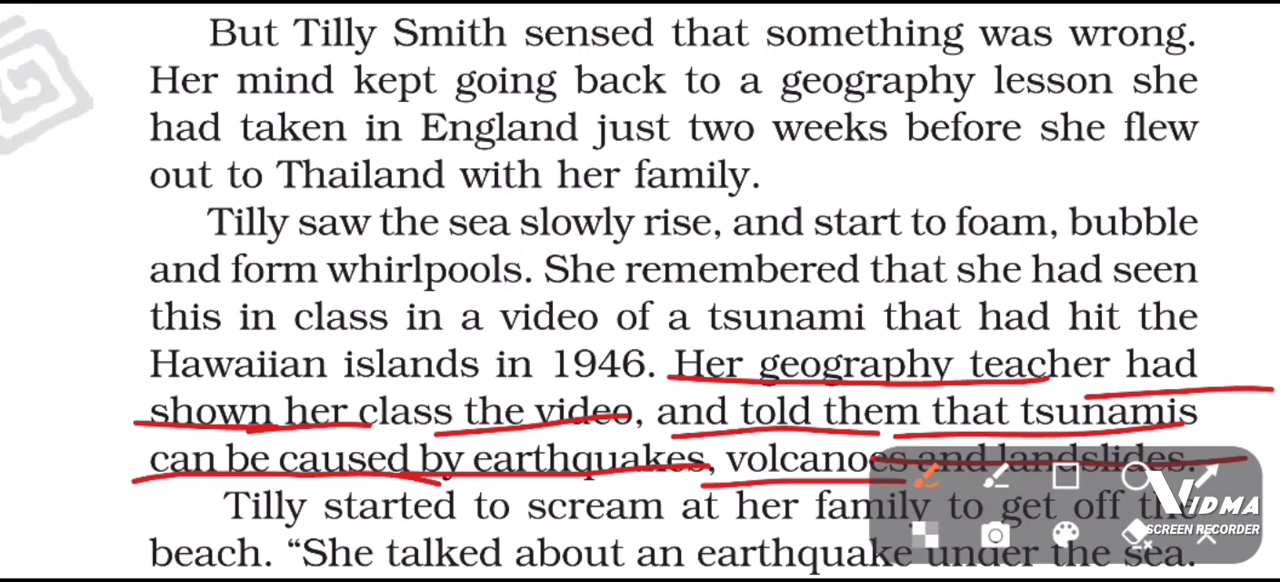 But Tilly Smith sensed that something was wrong.
Her mind kept going back to a geography lesson she
had taken in England just two weeks before she flew
out to Thailand with her family.
Tilly saw the sea slowly rise, and start to foam, bubble
and form whirlpools. She remembered that she had seen
this in class in a video of a tsunami that had hit the
Hawaiian islands in 1946. Her geography teacher had
shown her class the video, and told them that tsunamis
can be caused by earthquakes, volcanoes and landslides.
Tilly started to scream at her family to get off the
beach. “She talked about an earthquake under the sea.
VIDMA
SCREEN RECORDER